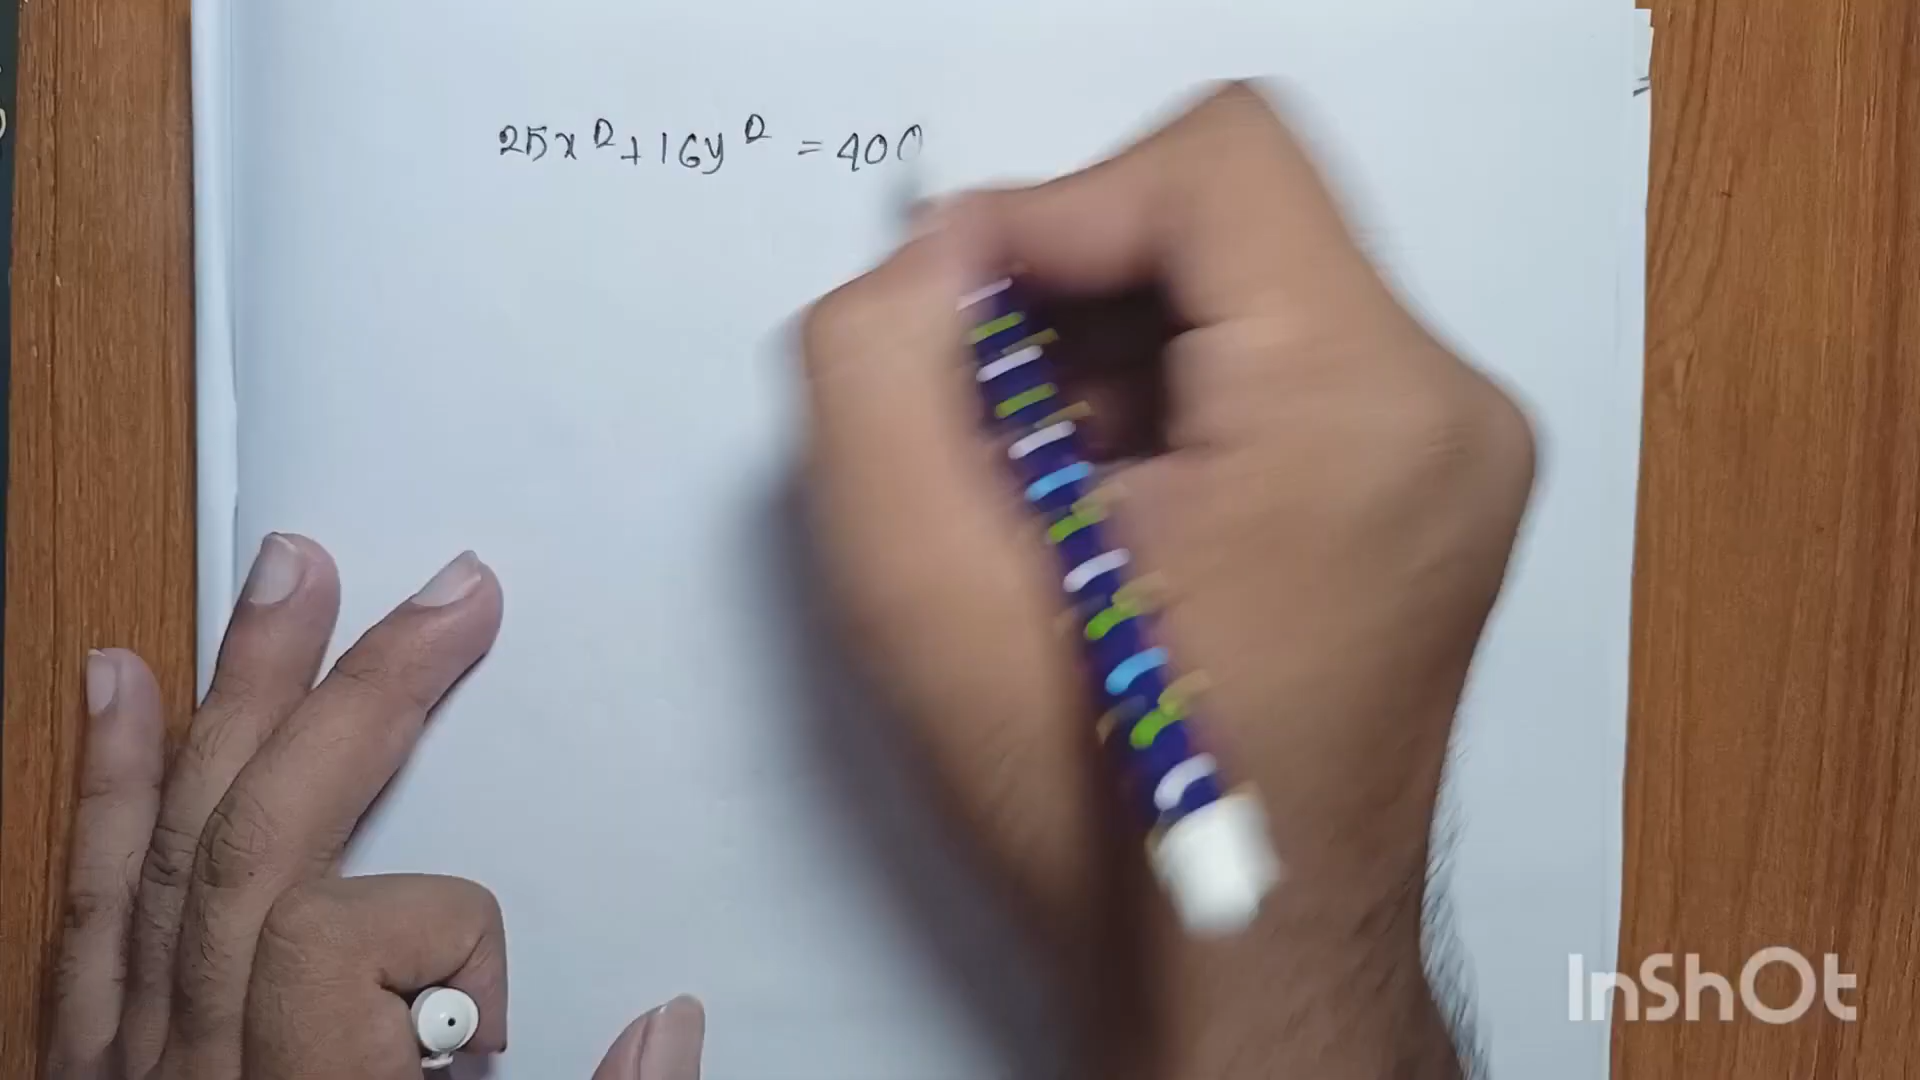 25x² + 16y² = 400
InShOt